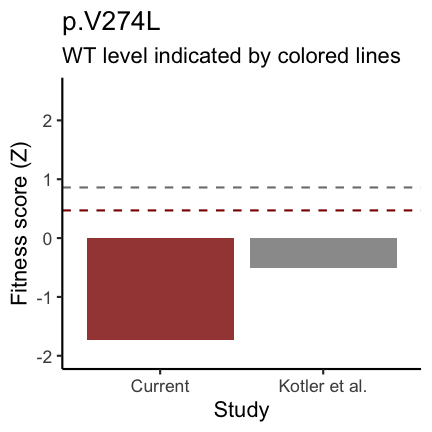 p.V274L
WT level indicated by colored lines
Fitness score (Z)
2
1
0
-1
-2
Current
Kotler et al.
Study